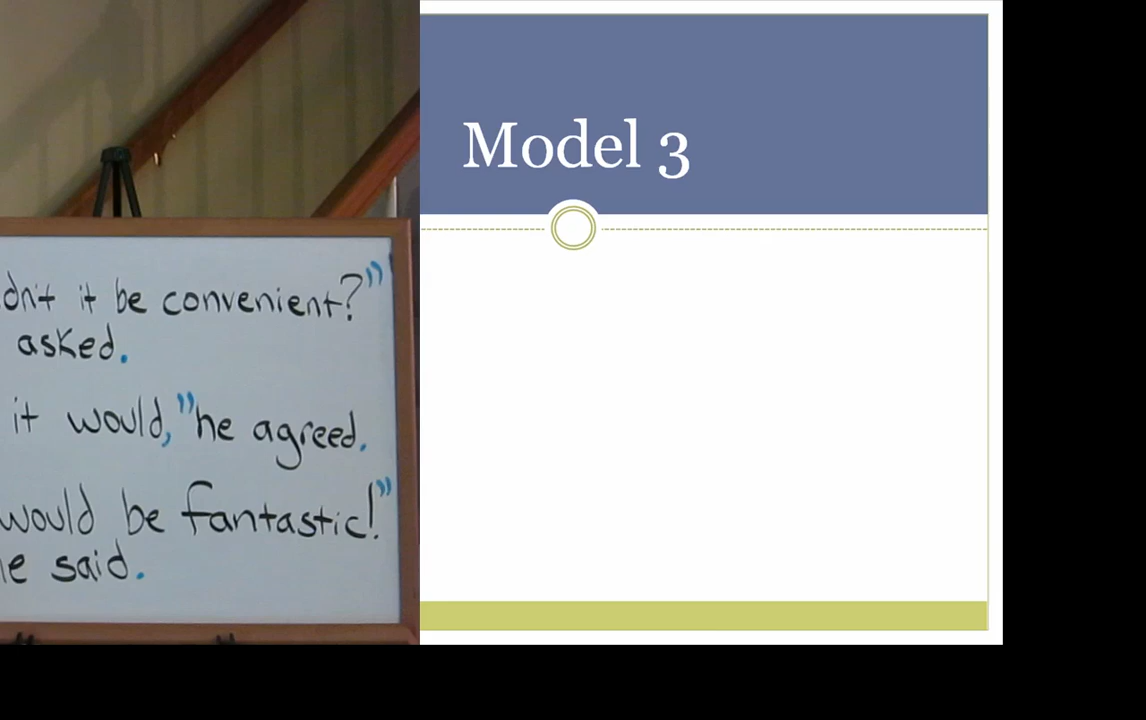 dn't it be convenient?"
asked.
it would," he agreed.
would be fantastic!"
said.
Model 3